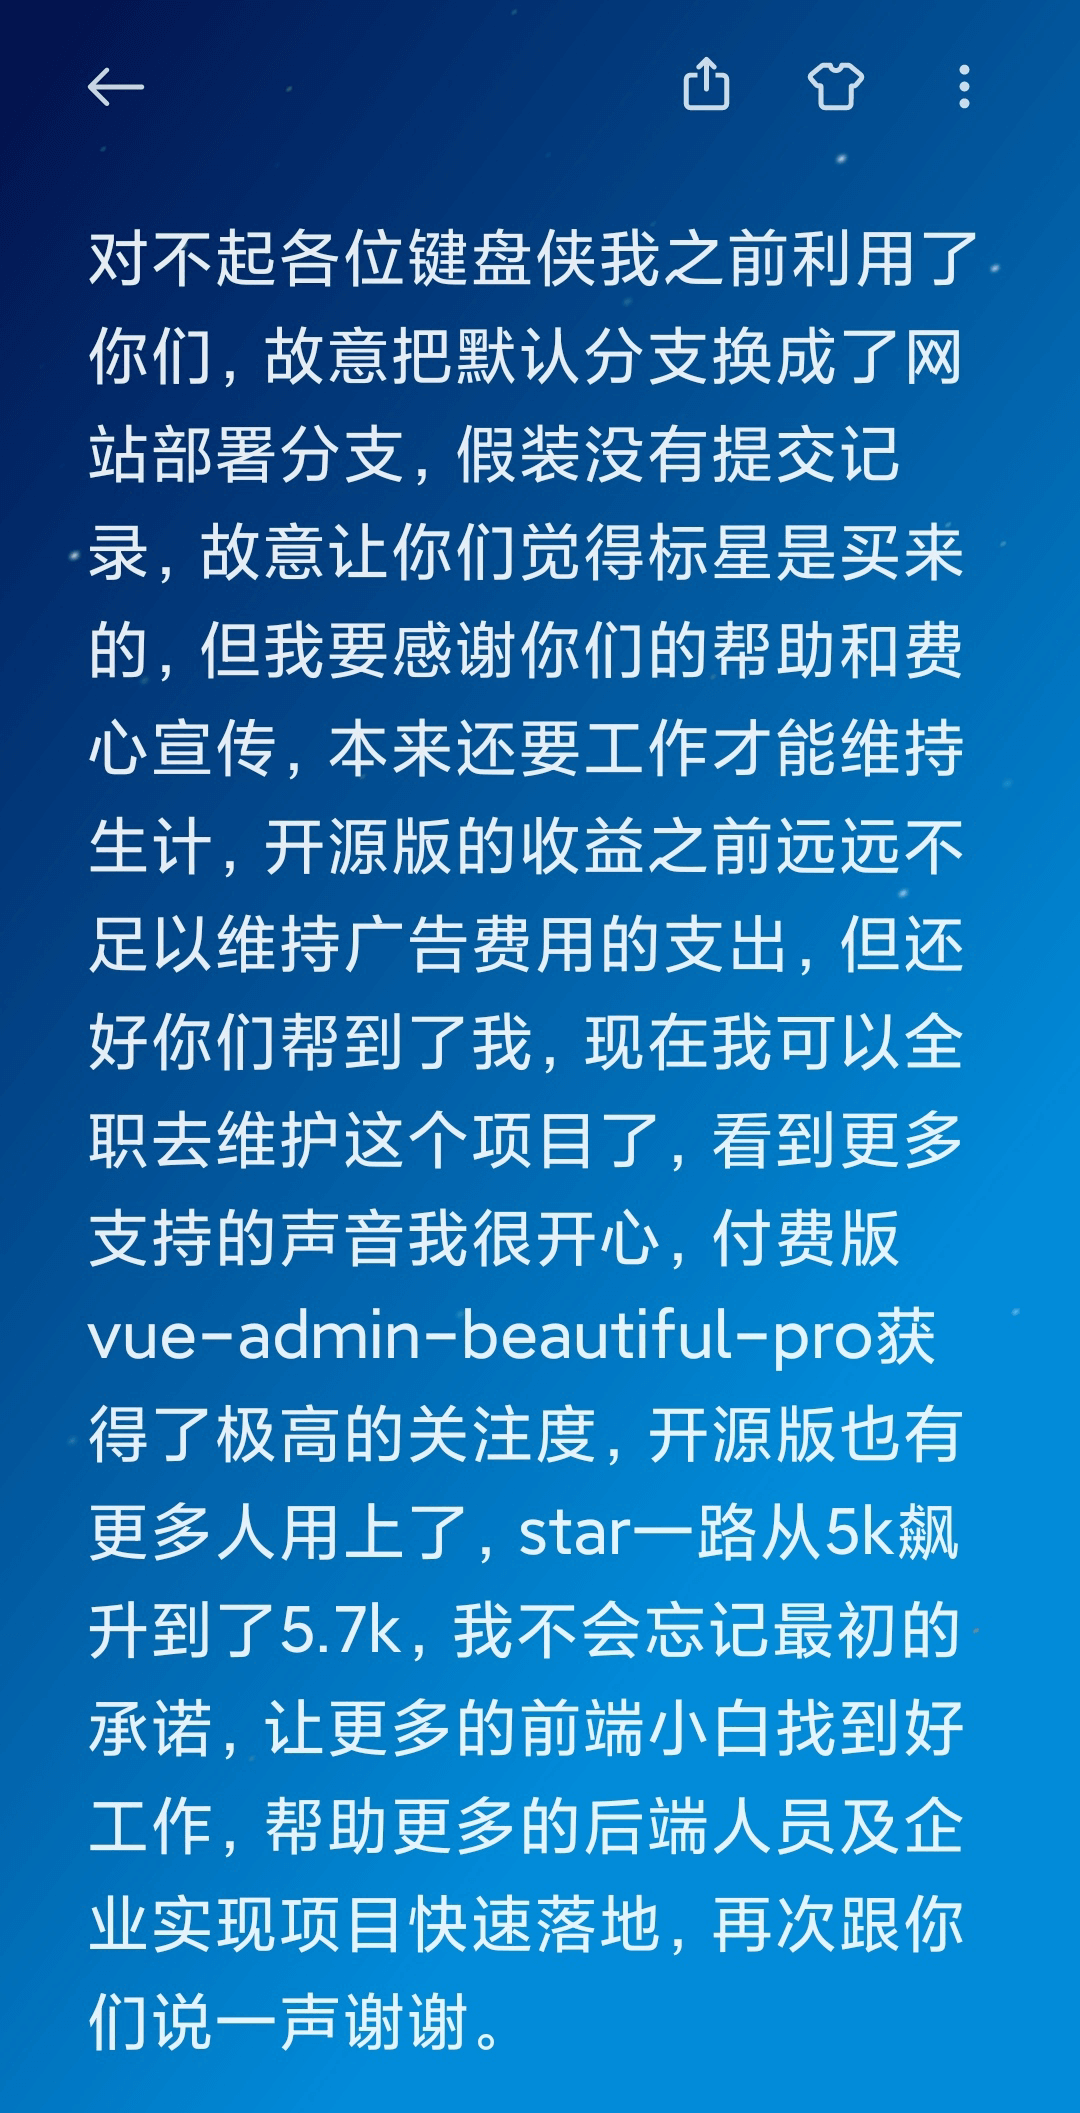 对不起各位键盘侠我之前利用了
你们，故意把默认分支换成了网
站部署分支，假装没有提交记
录，故意让你们觉得标星是买来
的，但我要感谢你们的帮助和费
心宣传，本来还要工作才能维持
生计，开源版的收益之前远远不
足以维持广告费用的支出，但还
好你们帮到了我，现在我可以全
职去维护这个项目了，看到更多
支持的声音我很开心，付费版
vue-admin-beautiful-pro获
得了极高的关注度，开源版也有
更多人用上了，star一路从5k飙
升到了5.7k，我不会忘记最初的
承诺，让更多的前端小白找到好
工作，帮助更多的后端人员及企
业实现项目快速落地，再次跟你
们说一声谢谢。